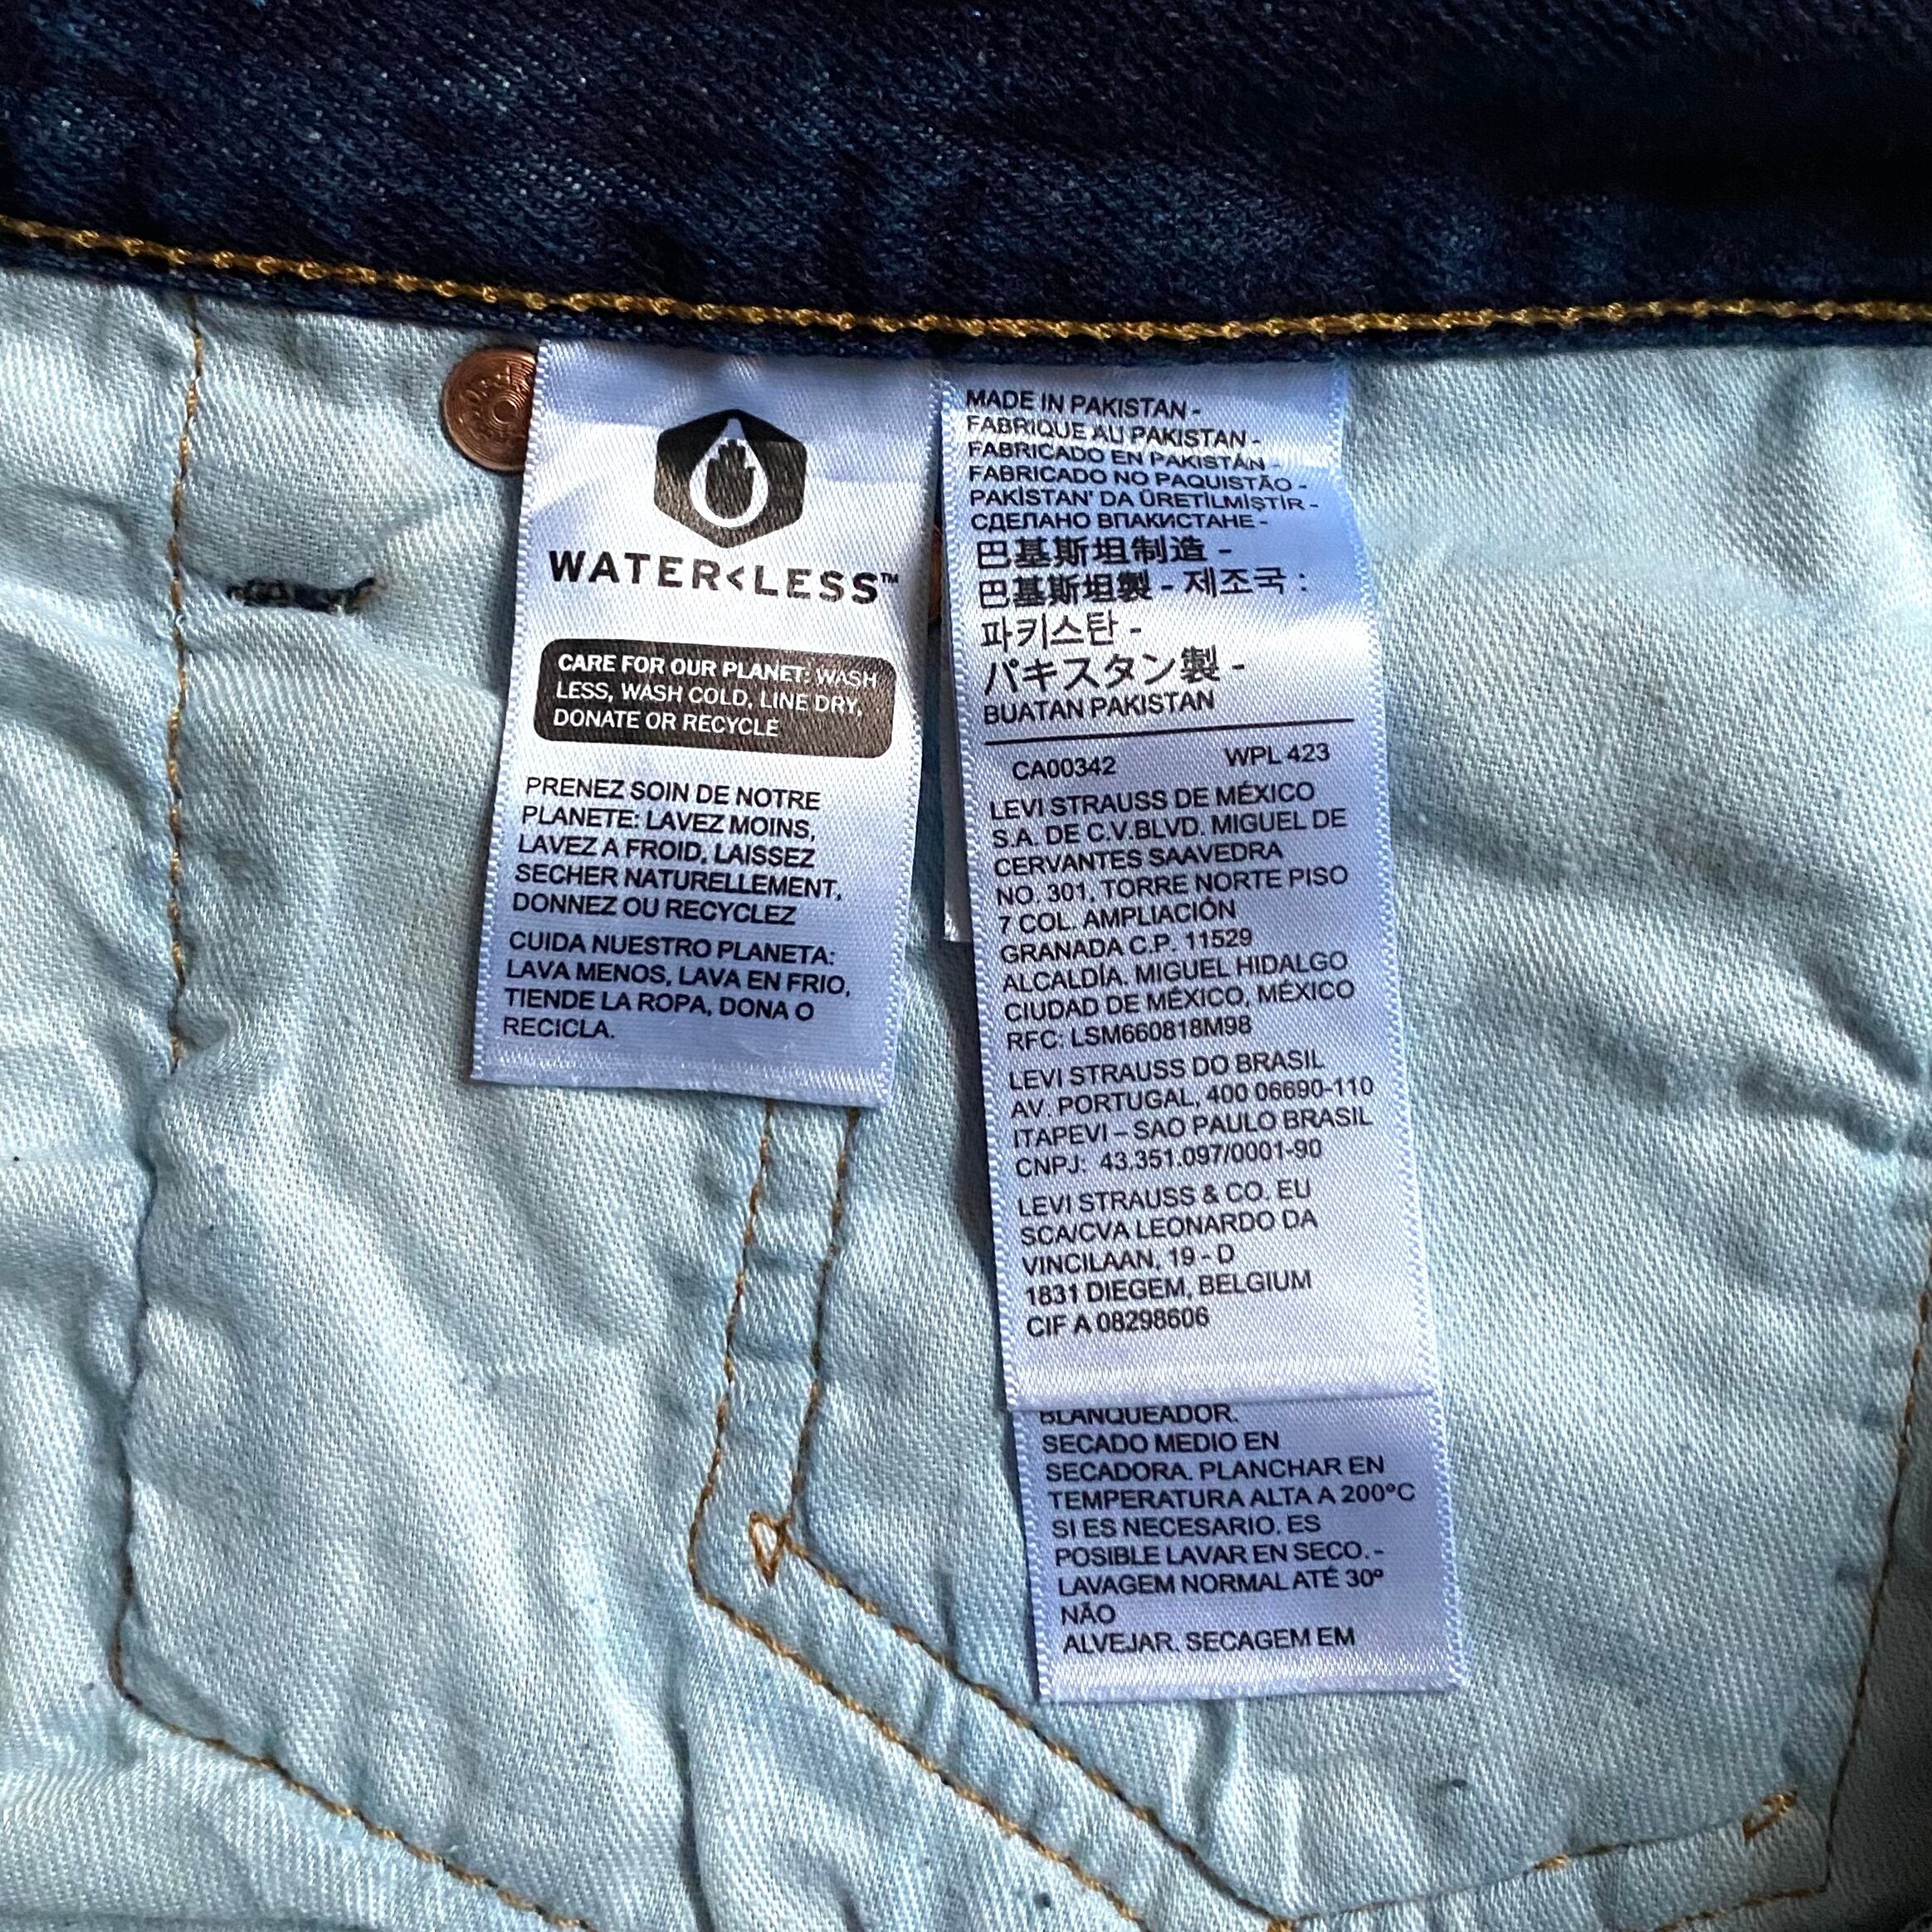 WATER<LESS™
CARE FOR OUR PLANET: WASH
LESS, WASH COLD, LINE DRY,
DONATE OR RECYCLE
PRENEZ SOIN DE NOTRE
PLANETE: LAVEZ MOINS,
LAVEZ A FROID, LAISSEZ
SECHER NATURELLEMENT,
DONNEZ OU RECYCLEZ
CUIDA NUESTRO PLANETA:
LAVA MENOS, LAVA EN FRIO,
TIENDE LA ROPA, DONA O
RECICLA.
MADE IN PAKISTAN -
FABRIQUE AU PAKISTAN -
FABRICADO EN PAKISTÁN -
FABRICADO NO PAQUISTÃO -
PAKİSTAN' DA ÜRETİLMİŞTİR -
СДЕЛАНО ВПАКИСТАНЕ -
巴基斯坦制造 -
巴基斯坦製 - 제조국 :
파키스탄 -
パキスタン製 -
BUATAN PAKISTAN
CA00342 WPL 423
LEVI STRAUSS DE MÉXICO
S.A. DE C.V.BLVD. MIGUEL DE
CERVANTES SAAVEDRA
NO. 301, TORRE NORTE PISO
7 COL. AMPLIACIÓN
GRANADA C.P. 11529
ALCALDÍA. MIGUEL HIDALGO
CIUDAD DE MÉXICO, MÉXICO
RFC: LSM660818M98
LEVI STRAUSS DO BRASIL
AV. PORTUGAL, 400 06690-110
ITAPEVI – SAO PAULO BRASIL
CNPJ: 43.351.097/0001-90
LEVI STRAUSS & CO. EU
SCA/CVA LEONARDO DA
VINCILAAN, 19 - D
1831 DIEGEM, BELGIUM
CIF A 08298606
BLANQUEADOR.
SECADO MEDIO EN
SECADORA. PLANCHAR EN
TEMPERATURA ALTA A 200ºC
SI ES NECESARIO. ES
POSIBLE LAVAR EN SECO. -
LAVAGEM NORMAL ATÉ 30º
NÃO
ALVEJAR. SECAGEM EM